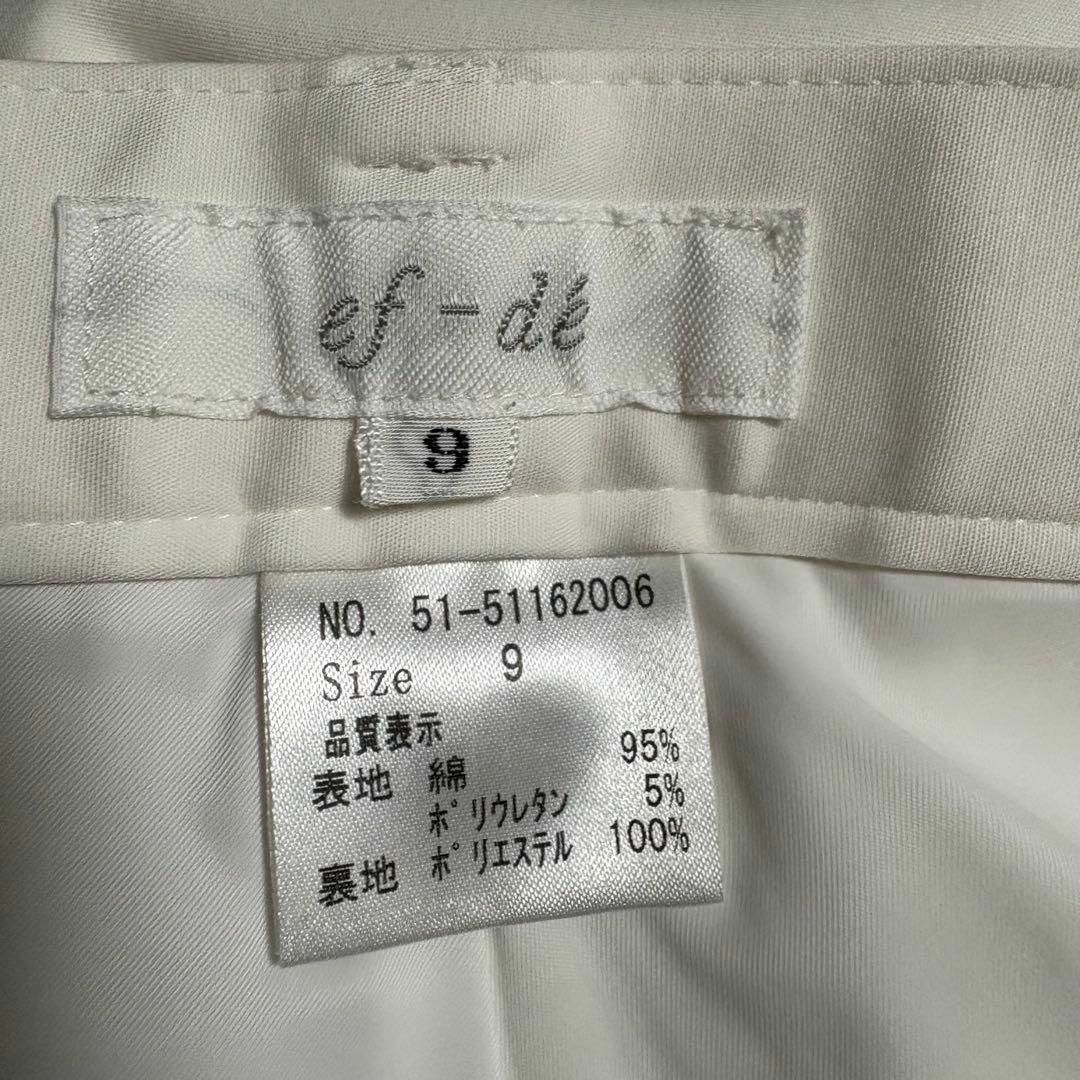 ef-dé
9
NO. 51-51162006
Size 9
品質表示
表地 綿 95%
ポリウレタン 5%
裏地 ポリエステル 100%